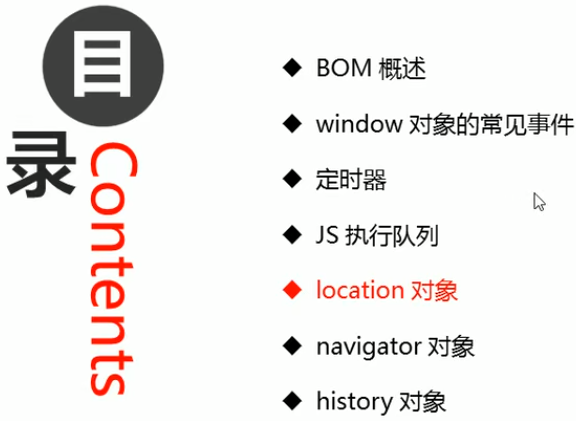 目录
Contents
BOM 概述
window 对象的常见事件
定时器
JS 执行队列
location 对象
navigator 对象
history 对象